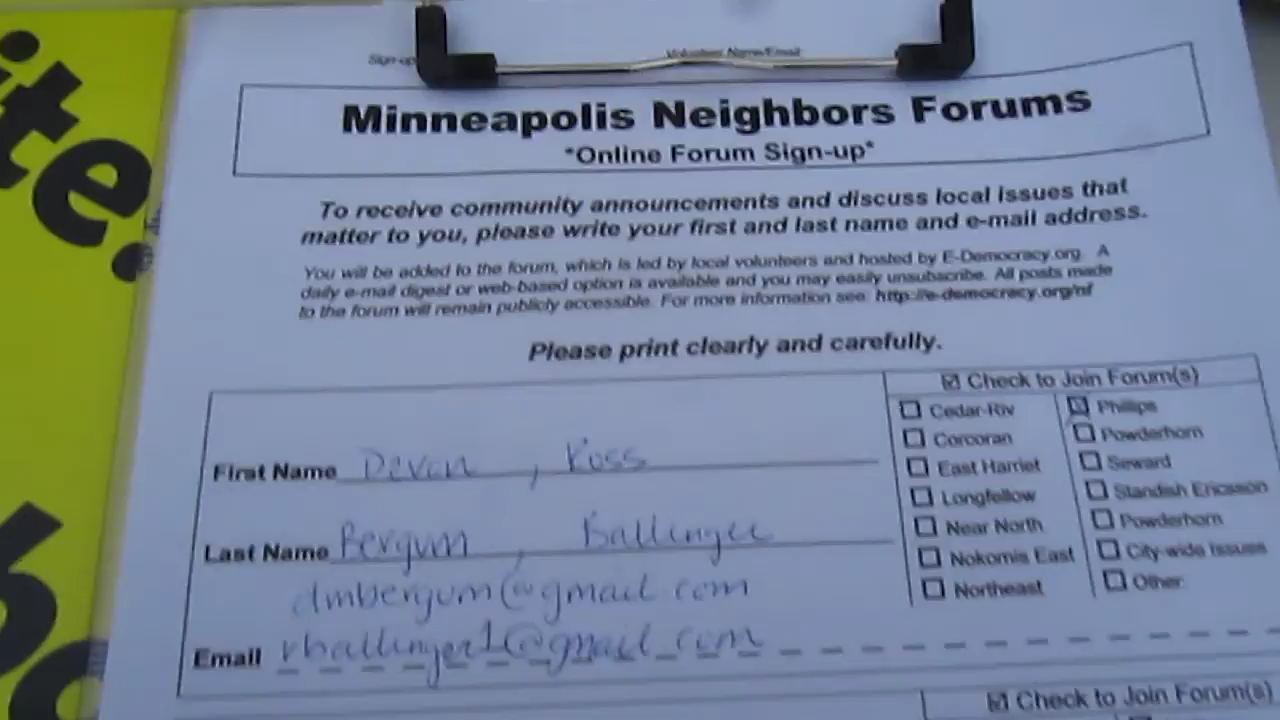 ite!
Sign-up
Volunteer Name/Email
Minneapolis Neighbors Forums
*Online Forum Sign-up*
To receive community announcements and discuss local issues that
matter to you, please write your first and last name and e-mail address.
You will be added to the forum, which is led by local volunteers and hosted by E-Democracy.org. A
daily e-mail digest or web-based option is available and you may easily unsubscribe. All posts made
to the forum will remain publicly accessible. For more information see: http://e-democracy.org/nf
Please print clearly and carefully.
First Name Devon , Ross
Last Name Bergum , Ballinger
dmbergum@gmail.com
Email rballinger1@gmail.com
☑ Check to Join Forum(s)
Cedar-Riv
Corcoran
East Harriet
Longfellow
Near North
Nokomis East
Northeast
Phillips
Powderhorn
Seward
Standish Ericsson
Powderhorn
City-wide Issues
Other:
☑ Check to Join Forum(s)